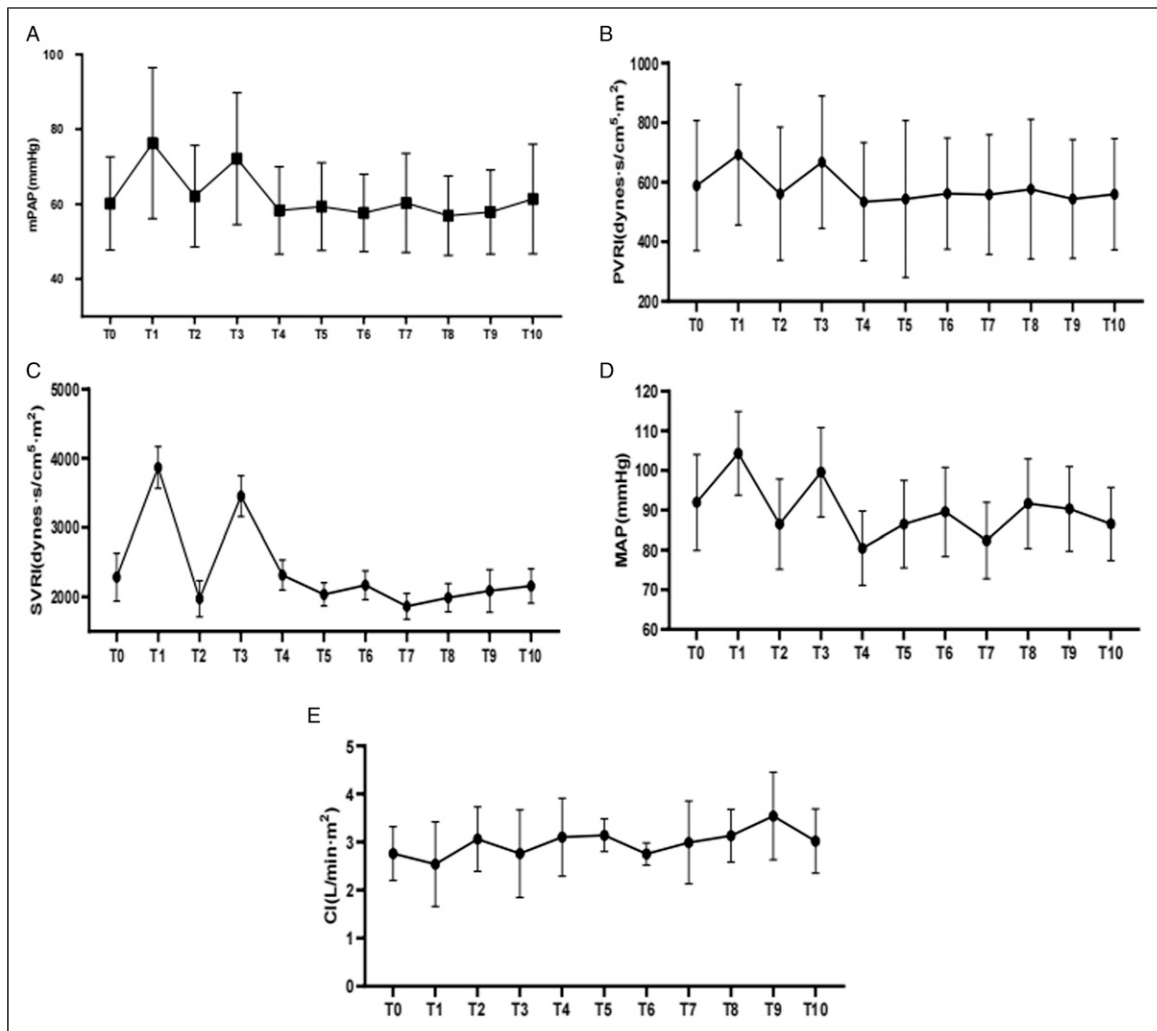 A
mPAP(mmHg)
100
80
60
40
T0 T1 T2 T3 T4 T5 T6 T7 T8 T9 T10
B
PVRI(dynes·s/cm⁵·m²)
1000
800
600
400
200
T0 T1 T2 T3 T4 T5 T6 T7 T8 T9 T10
C
SVRI(dynes·s/cm⁵·m²)
5000
4000
3000
2000
T0 T1 T2 T3 T4 T5 T6 T7 T8 T9 T10
D
MAP(mmHg)
120
110
100
90
80
70
60
T0 T1 T2 T3 T4 T5 T6 T7 T8 T9 T10
E
CI(L/min·m²)
5
4
3
2
1
0
T0 T1 T2 T3 T4 T5 T6 T7 T8 T9 T10